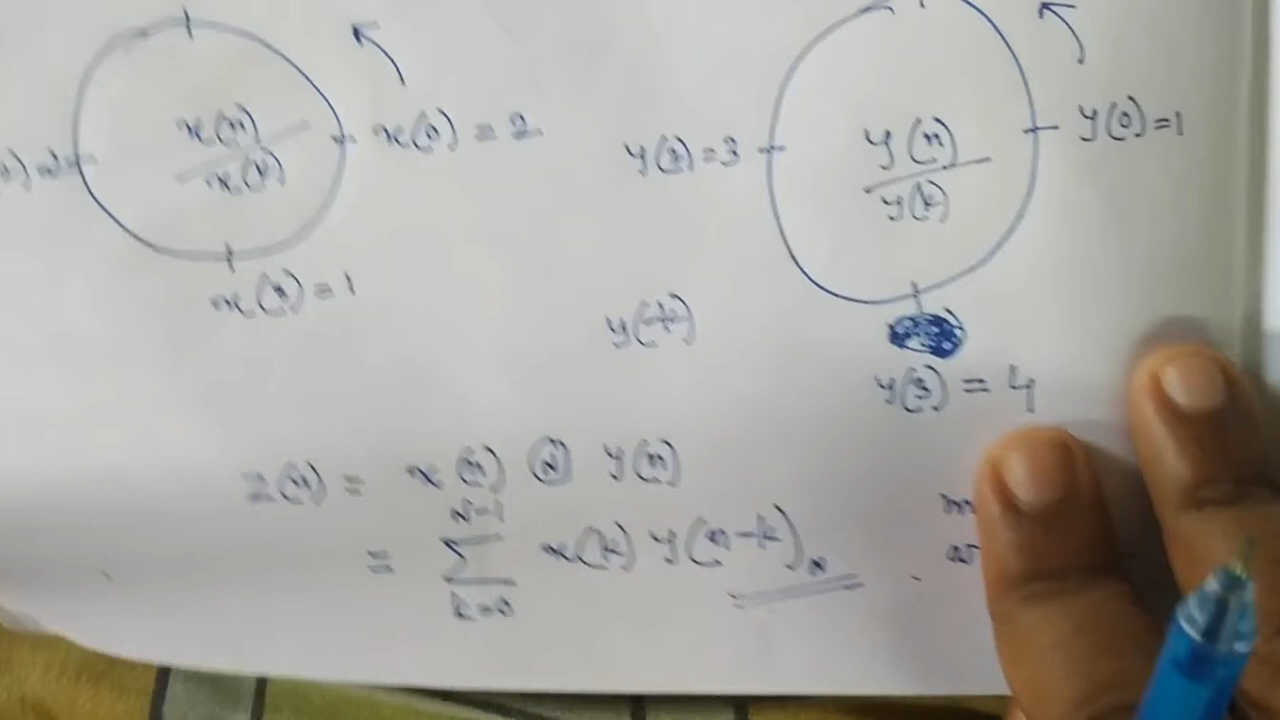 x(n)
x(k)
x(0) = 2
x(3) = 1
y(n)
y(k)
y(0) = 1
y(2) = 3
y(3) = 4
y(-k)
z(n) = x(n) Ⓝ y(n)
= N-1 Σ k=0 x(k) y(n-k)N